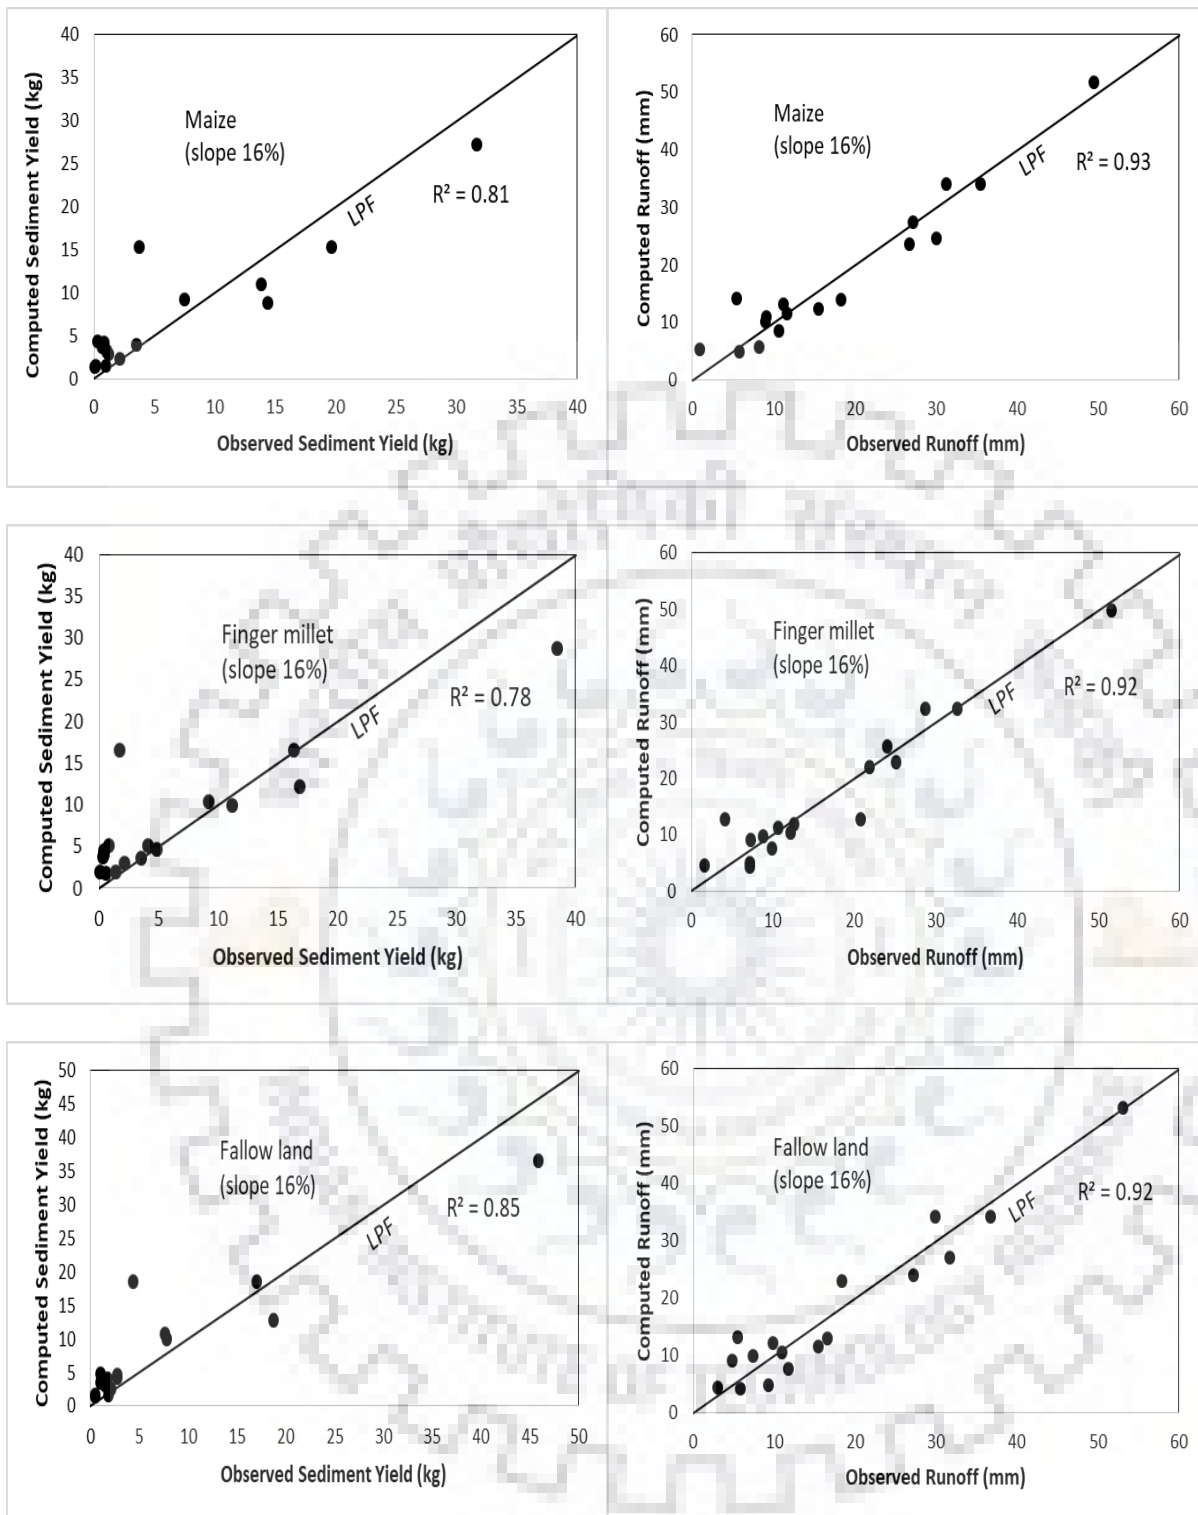 40
35
30
25
20
15
10
5
0
0 5 10 15 20 25 30 35 40
Computed Sediment Yield (kg)
Observed Sediment Yield (kg)
Maize
(slope 16%)
LPF
R² = 0.81
60
50
40
30
20
10
0
0 10 20 30 40 50 60
Computed Runoff (mm)
Observed Runoff (mm)
Maize
(slope 16%)
LPF
R² = 0.93
40
35
30
25
20
15
10
5
0
0 5 10 15 20 25 30 35 40
Computed Sediment Yield (kg)
Observed Sediment Yield (kg)
Finger millet
(slope 16%)
LPF
R² = 0.78
60
50
40
30
20
10
0
0 10 20 30 40 50 60
Computed Runoff (mm)
Observed Runoff (mm)
Finger millet
(slope 16%)
LPF
R² = 0.92
50
45
40
35
30
25
20
15
10
5
0
0 5 10 15 20 25 30 35 40 45 50
Computed Sediment Yield (kg)
Observed Sediment Yield (kg)
Fallow land
(slope 16%)
LPF
R² = 0.85
60
50
40
30
20
10
0
0 10 20 30 40 50 60
Computed Runoff (mm)
Observed Runoff (mm)
Fallow land
(slope 16%)
LPF
R² = 0.92